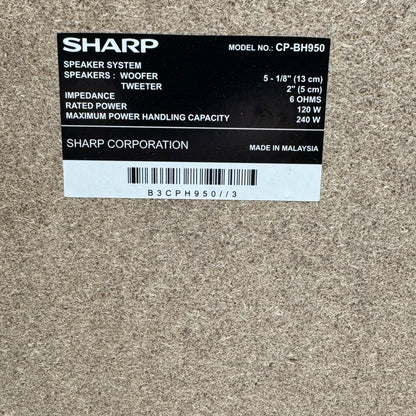 SHARP MODEL NO.: CP-BH950
SPEAKER SYSTEM
SPEAKERS : WOOFER 5 - 1/8" (13 cm)
TWEETER 2" (5 cm)
IMPEDANCE 6 OHMS
RATED POWER 120 W
MAXIMUM POWER HANDLING CAPACITY 240 W
SHARP CORPORATION MADE IN MALAYSIA
B3CPH950//3